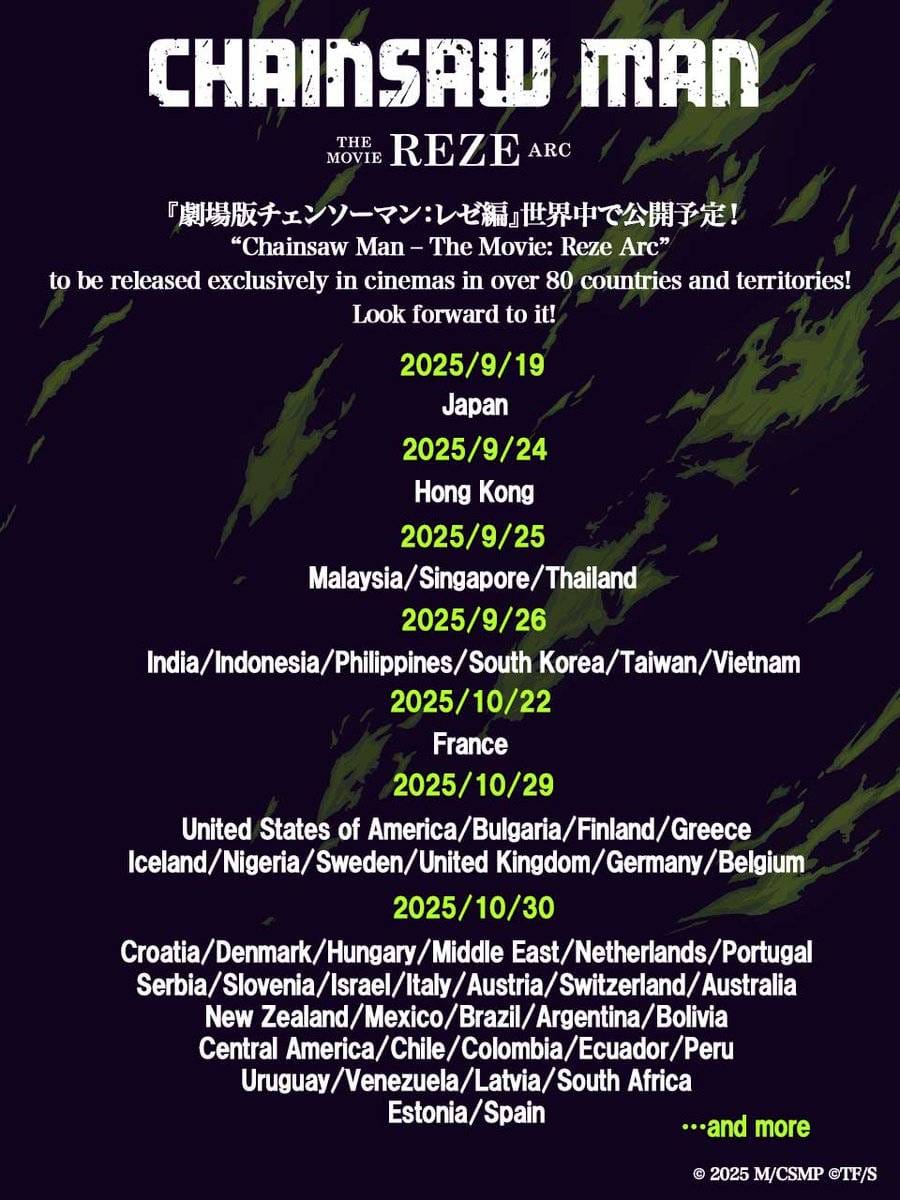 CHAINSAW MAN
THE MOVIE REZE ARC
『劇場版チェンソーマン：レゼ編』世界中で公開予定！
“Chainsaw Man – The Movie: Reze Arc”
to be released exclusively in cinemas in over 80 countries and territories!
Look forward to it!
2025/9/19
Japan
2025/9/24
Hong Kong
2025/9/25
Malaysia/Singapore/Thailand
2025/9/26
India/Indonesia/Philippines/South Korea/Taiwan/Vietnam
2025/10/22
France
2025/10/29
United States of America/Bulgaria/Finland/Greece
Iceland/Nigeria/Sweden/United Kingdom/Germany/Belgium
2025/10/30
Croatia/Denmark/Hungary/Middle East/Netherlands/Portugal
Serbia/Slovenia/Israel/Italy/Austria/Switzerland/Australia
New Zealand/Mexico/Brazil/Argentina/Bolivia
Central America/Chile/Colombia/Ecuador/Peru
Uruguay/Venezuela/Latvia/South Africa
Estonia/Spain
…and more
© 2025 M/CSMP ©TF/S